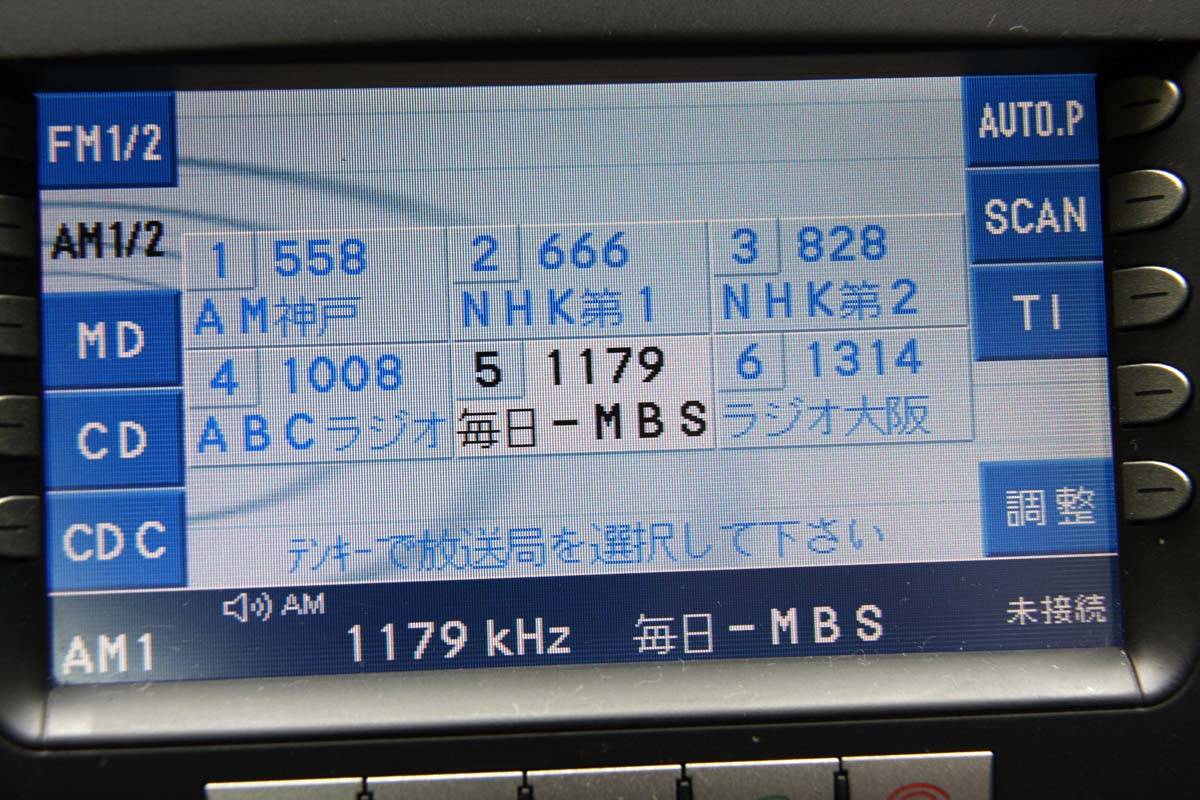 FM1/2
AM1/2
MD
CD
CDC
1 558
AM神戸
2 666
NHK第1
3 828
NHK第2
4 1008
ABCラジオ
5 1179
毎日-MBS
6 1314
ラジオ大阪
テンキーで放送局を選択して下さい
AUTO.P
SCAN
TI
調整
AM
AM1
1179 kHz
毎日-MBS
未接続